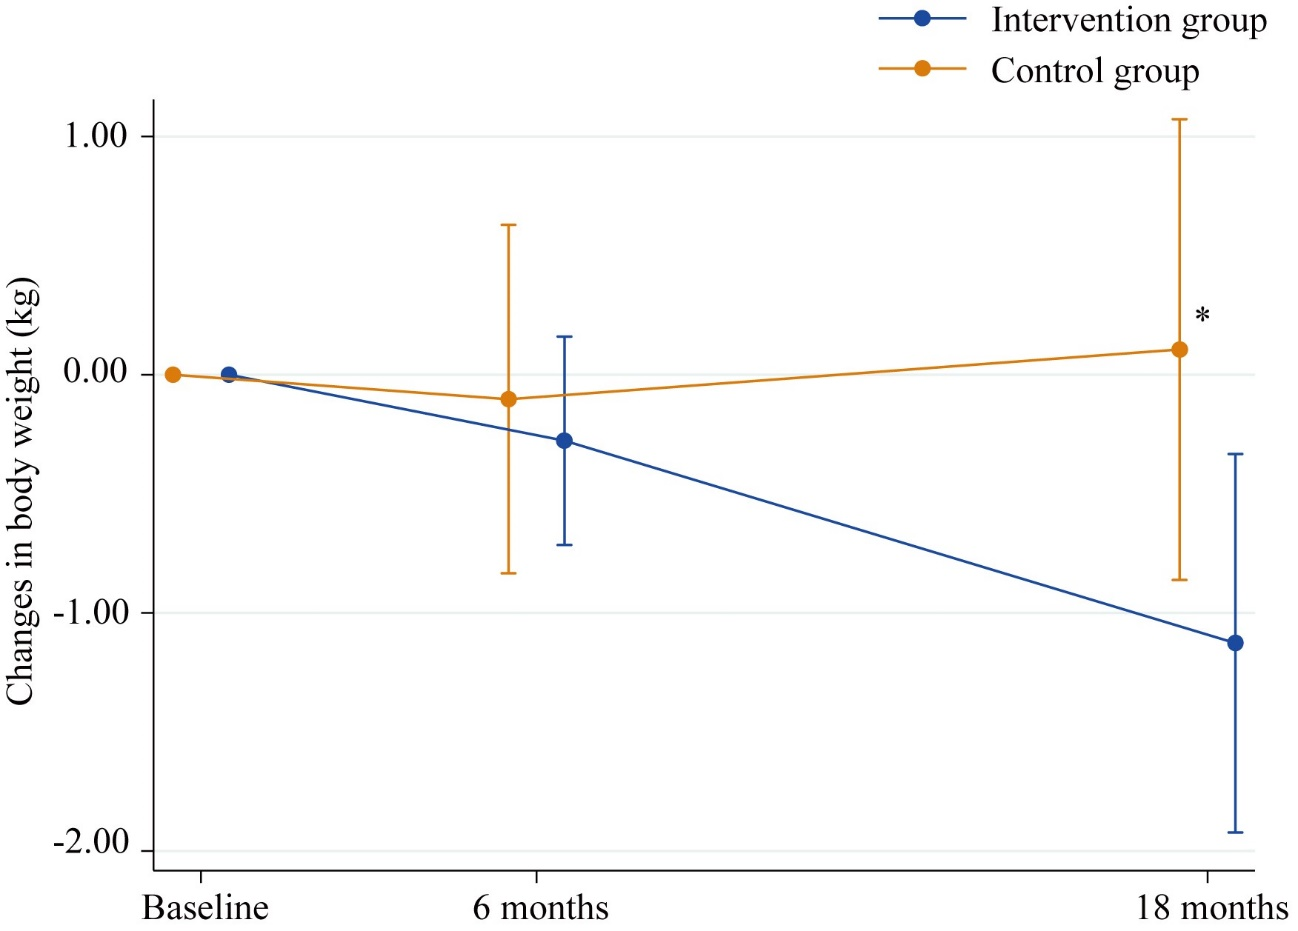 Intervention group
Control group
Changes in body weight (kg)
1.00
0.00
-1.00
-2.00
*
Baseline
6 months
18 months